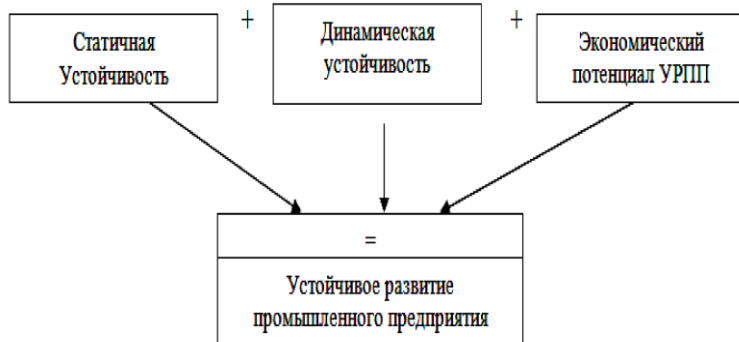 Статичная
Устойчивость
+
Динамическая
устойчивость
+
Экономический
потенциал УРПП
=
Устойчивое развитие
промышленного предприятия